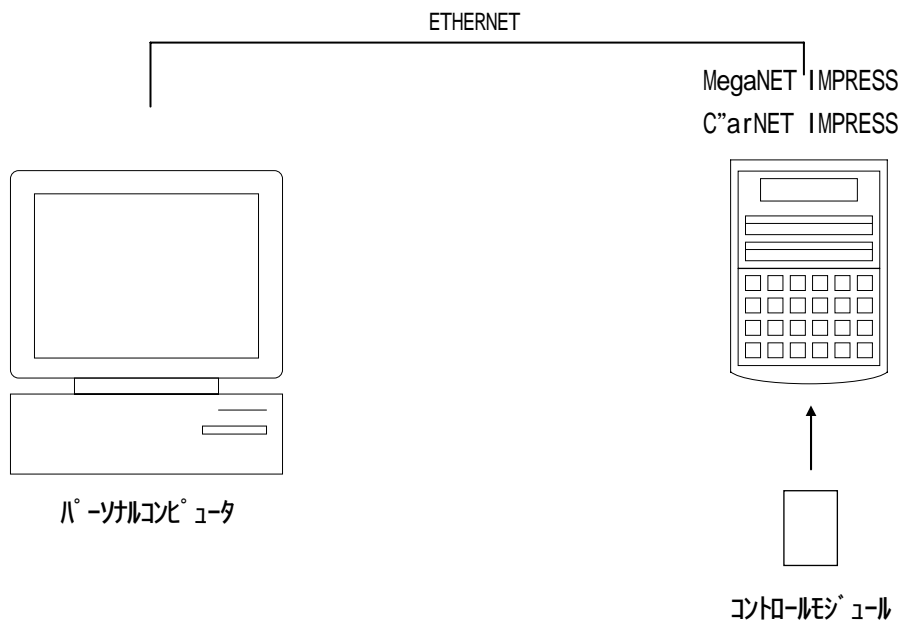 ETHERNET
MegaNET IMPRESS
C”arNET IMPRESS
ﾊﾟｰｿﾅﾙｺﾝﾋﾟｭｰﾀ
ｺﾝﾄﾛｰﾙﾓｼﾞｭｰﾙ